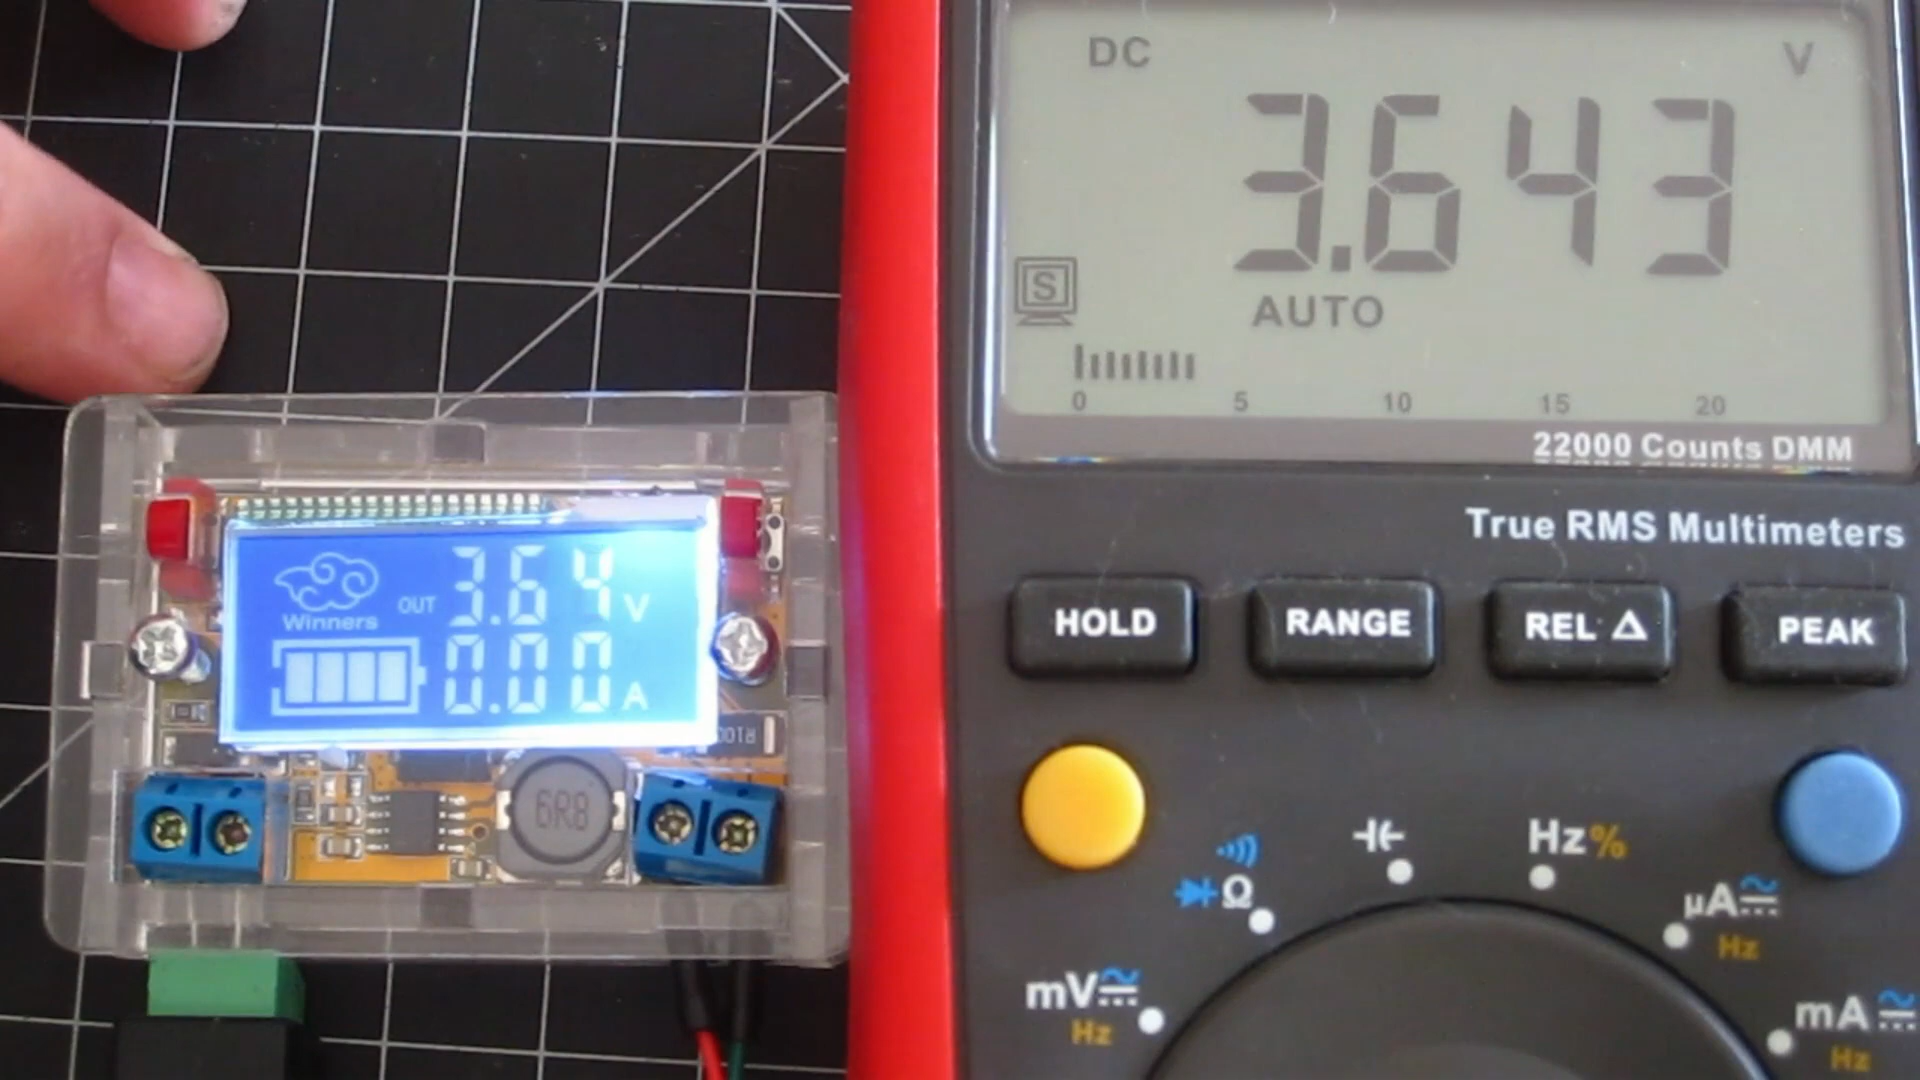 DC V
3.643
S
AUTO
0 5 10 15 20
22000 Counts DMM
True RMS Multimeters
HOLD RANGE REL Δ PEAK
Winners OUT 3.64 V
0.00 A
R100
6R8
Ω
Hz %
µA
Hz
mV
Hz
mA
Hz